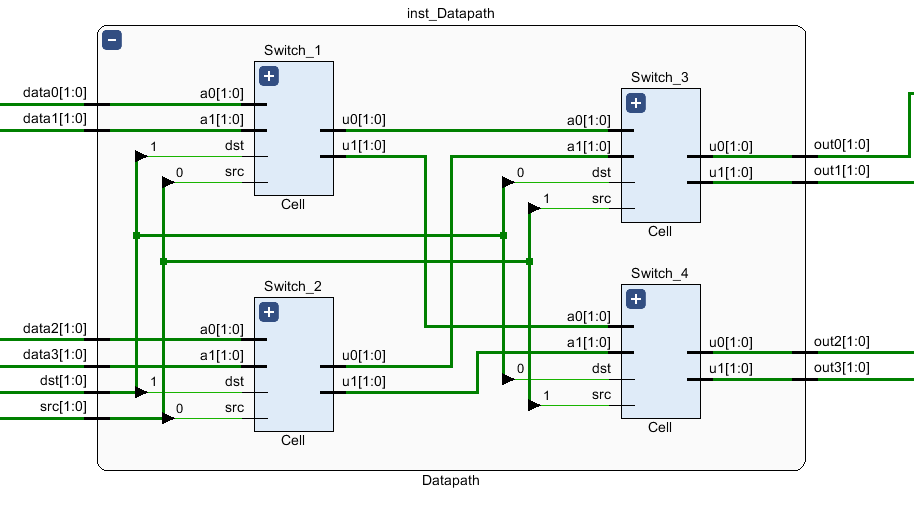 inst_Datapath
Switch_1
data0[1:0] a0[1:0]
data1[1:0] a1[1:0]
1 dst
0 src
u0[1:0]
u1[1:0]
Cell
Switch_3
a0[1:0]
a1[1:0]
0 dst
1 src
u0[1:0] out0[1:0]
u1[1:0] out1[1:0]
Cell
Switch_2
data2[1:0] a0[1:0]
data3[1:0] a1[1:0]
dst[1:0] 1 dst
src[1:0] 0 src
u0[1:0]
u1[1:0]
Cell
Switch_4
a0[1:0]
a1[1:0]
0 dst
1 src
u0[1:0] out2[1:0]
u1[1:0] out3[1:0]
Cell
Datapath